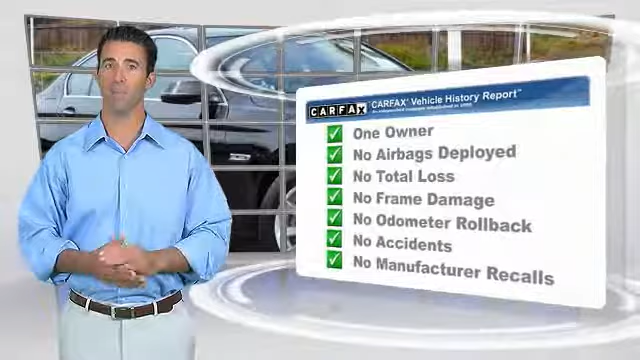 CARFAX CARFAX® Vehicle History Report™
One Owner
No Airbags Deployed
No Total Loss
No Frame Damage
No Odometer Rollback
No Accidents
No Manufacturer Recalls